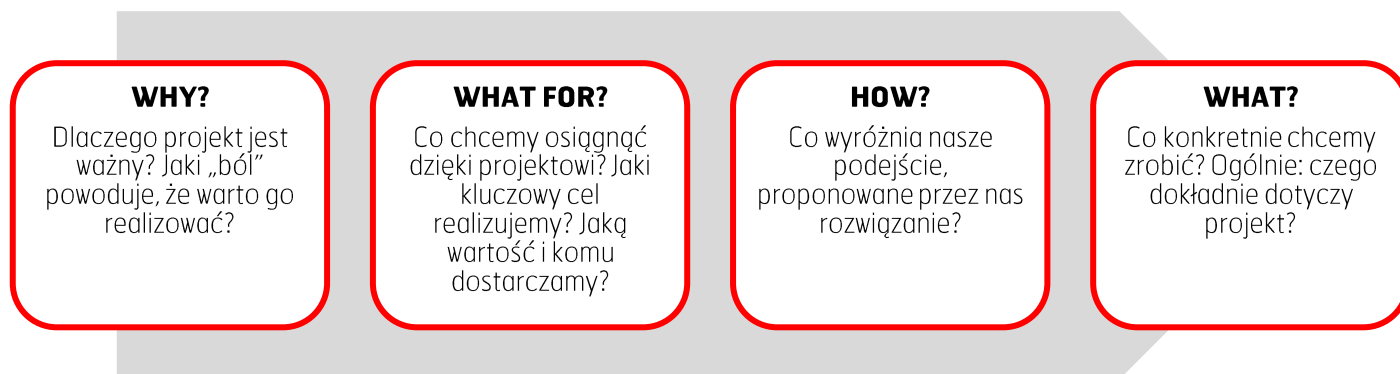 WHY?
Dlaczego projekt jest
ważny? Jaki „ból”
powoduje, że warto go
realizować?
WHAT FOR?
Co chcemy osiągnąć
dzięki projektowi? Jaki
kluczowy cel
realizujemy? Jaką
wartość i komu
dostarczamy?
HOW?
Co wyróżnia nasze
podejście,
proponowane przez nas
rozwiązanie?
WHAT?
Co konkretnie chcemy
zrobić? Ogólnie: czego
dokładnie dotyczy
projekt?